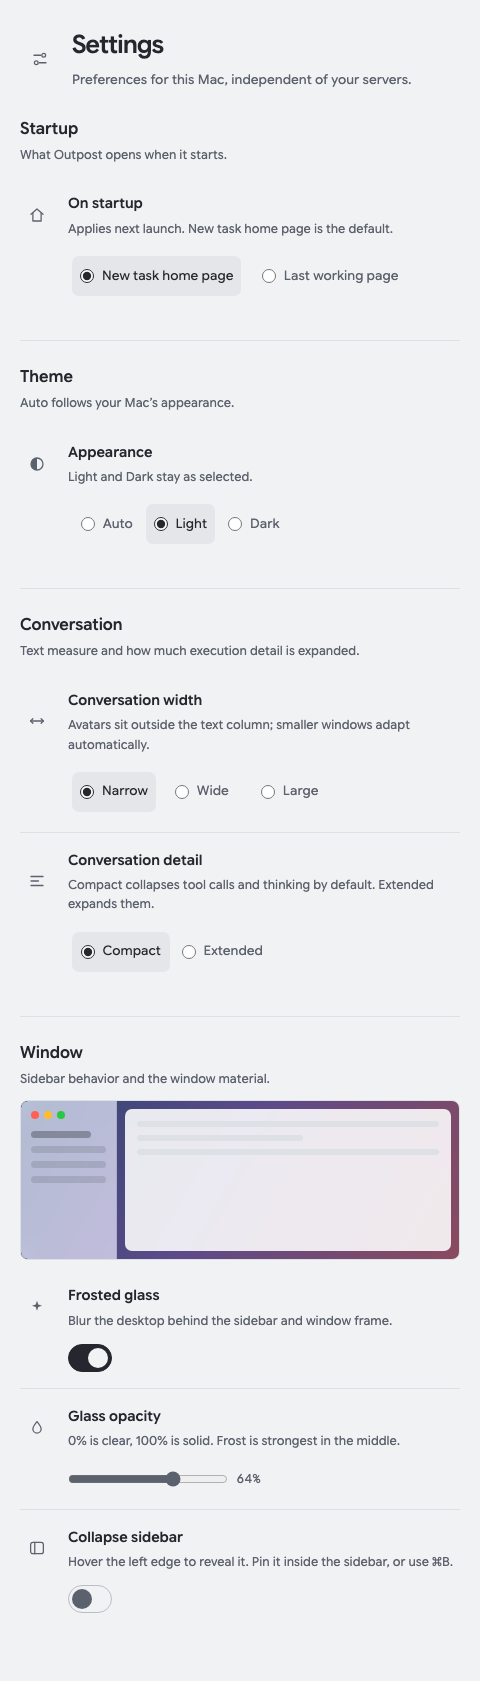 Settings
Preferences for this Mac, independent of your servers.
Startup
What Outpost opens when it starts.
On startup
Applies next launch. New task home page is the default.
New task home page
Last working page
Theme
Auto follows your Mac’s appearance.
Appearance
Light and Dark stay as selected.
Auto
Light
Dark
Conversation
Text measure and how much execution detail is expanded.
Conversation width
Avatars sit outside the text column; smaller windows adapt
automatically.
Narrow
Wide
Large
Conversation detail
Compact collapses tool calls and thinking by default. Extended
expands them.
Compact
Extended
Window
Sidebar behavior and the window material.
Frosted glass
Blur the desktop behind the sidebar and window frame.
Glass opacity
0% is clear, 100% is solid. Frost is strongest in the middle.
64%
Collapse sidebar
Hover the left edge to reveal it. Pin it inside the sidebar, or use ⌘B.